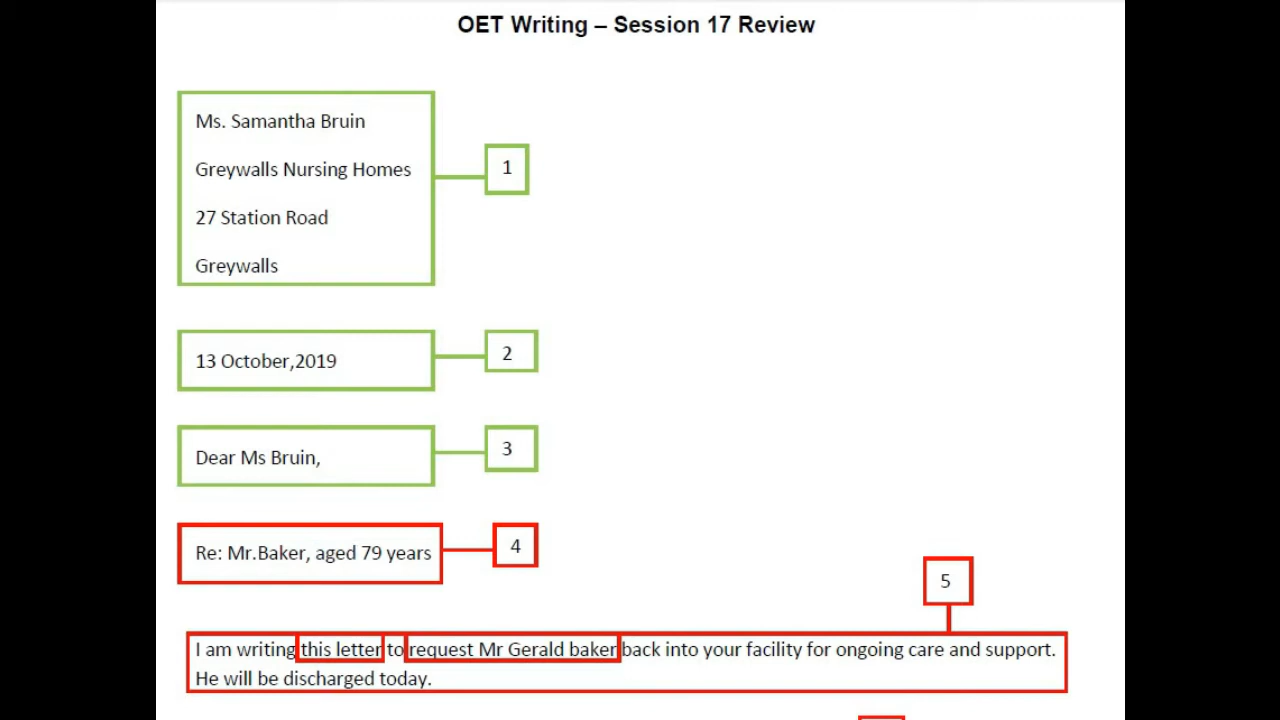 OET Writing – Session 17 Review
Ms. Samantha Bruin
Greywalls Nursing Homes
1
27 Station Road
Greywalls
13 October,2019
2
Dear Ms Bruin,
3
Re: Mr.Baker, aged 79 years
4
5
I am writing this letter to request Mr Gerald baker back into your facility for ongoing care and support.
He will be discharged today.